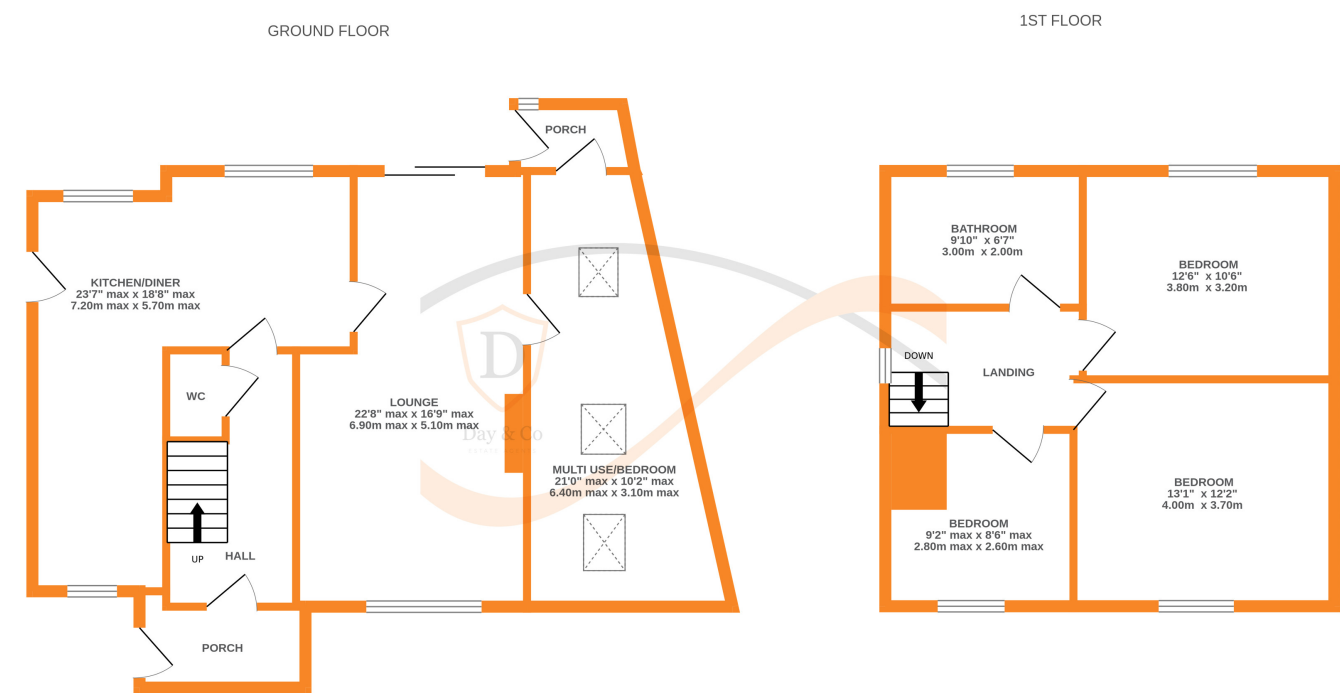 GROUND FLOOR
1ST FLOOR
PORCH
KITCHEN/DINER
23'7" max x 18'8" max
7.20m max x 5.70m max
WC
LOUNGE
22'8" max x 16'9" max
6.90m max x 5.10m max
MULTI USE/BEDROOM
21'0" max x 10'2" max
6.40m max x 3.10m max
UP
HALL
PORCH
D
Day & Co
BATHROOM
9'10" x 6'7"
3.00m x 2.00m
BEDROOM
12'6" x 10'6"
3.80m x 3.20m
DOWN
LANDING
BEDROOM
13'1" x 12'2"
4.00m x 3.70m
BEDROOM
9'2" max x 8'6" max
2.80m max x 2.60m max